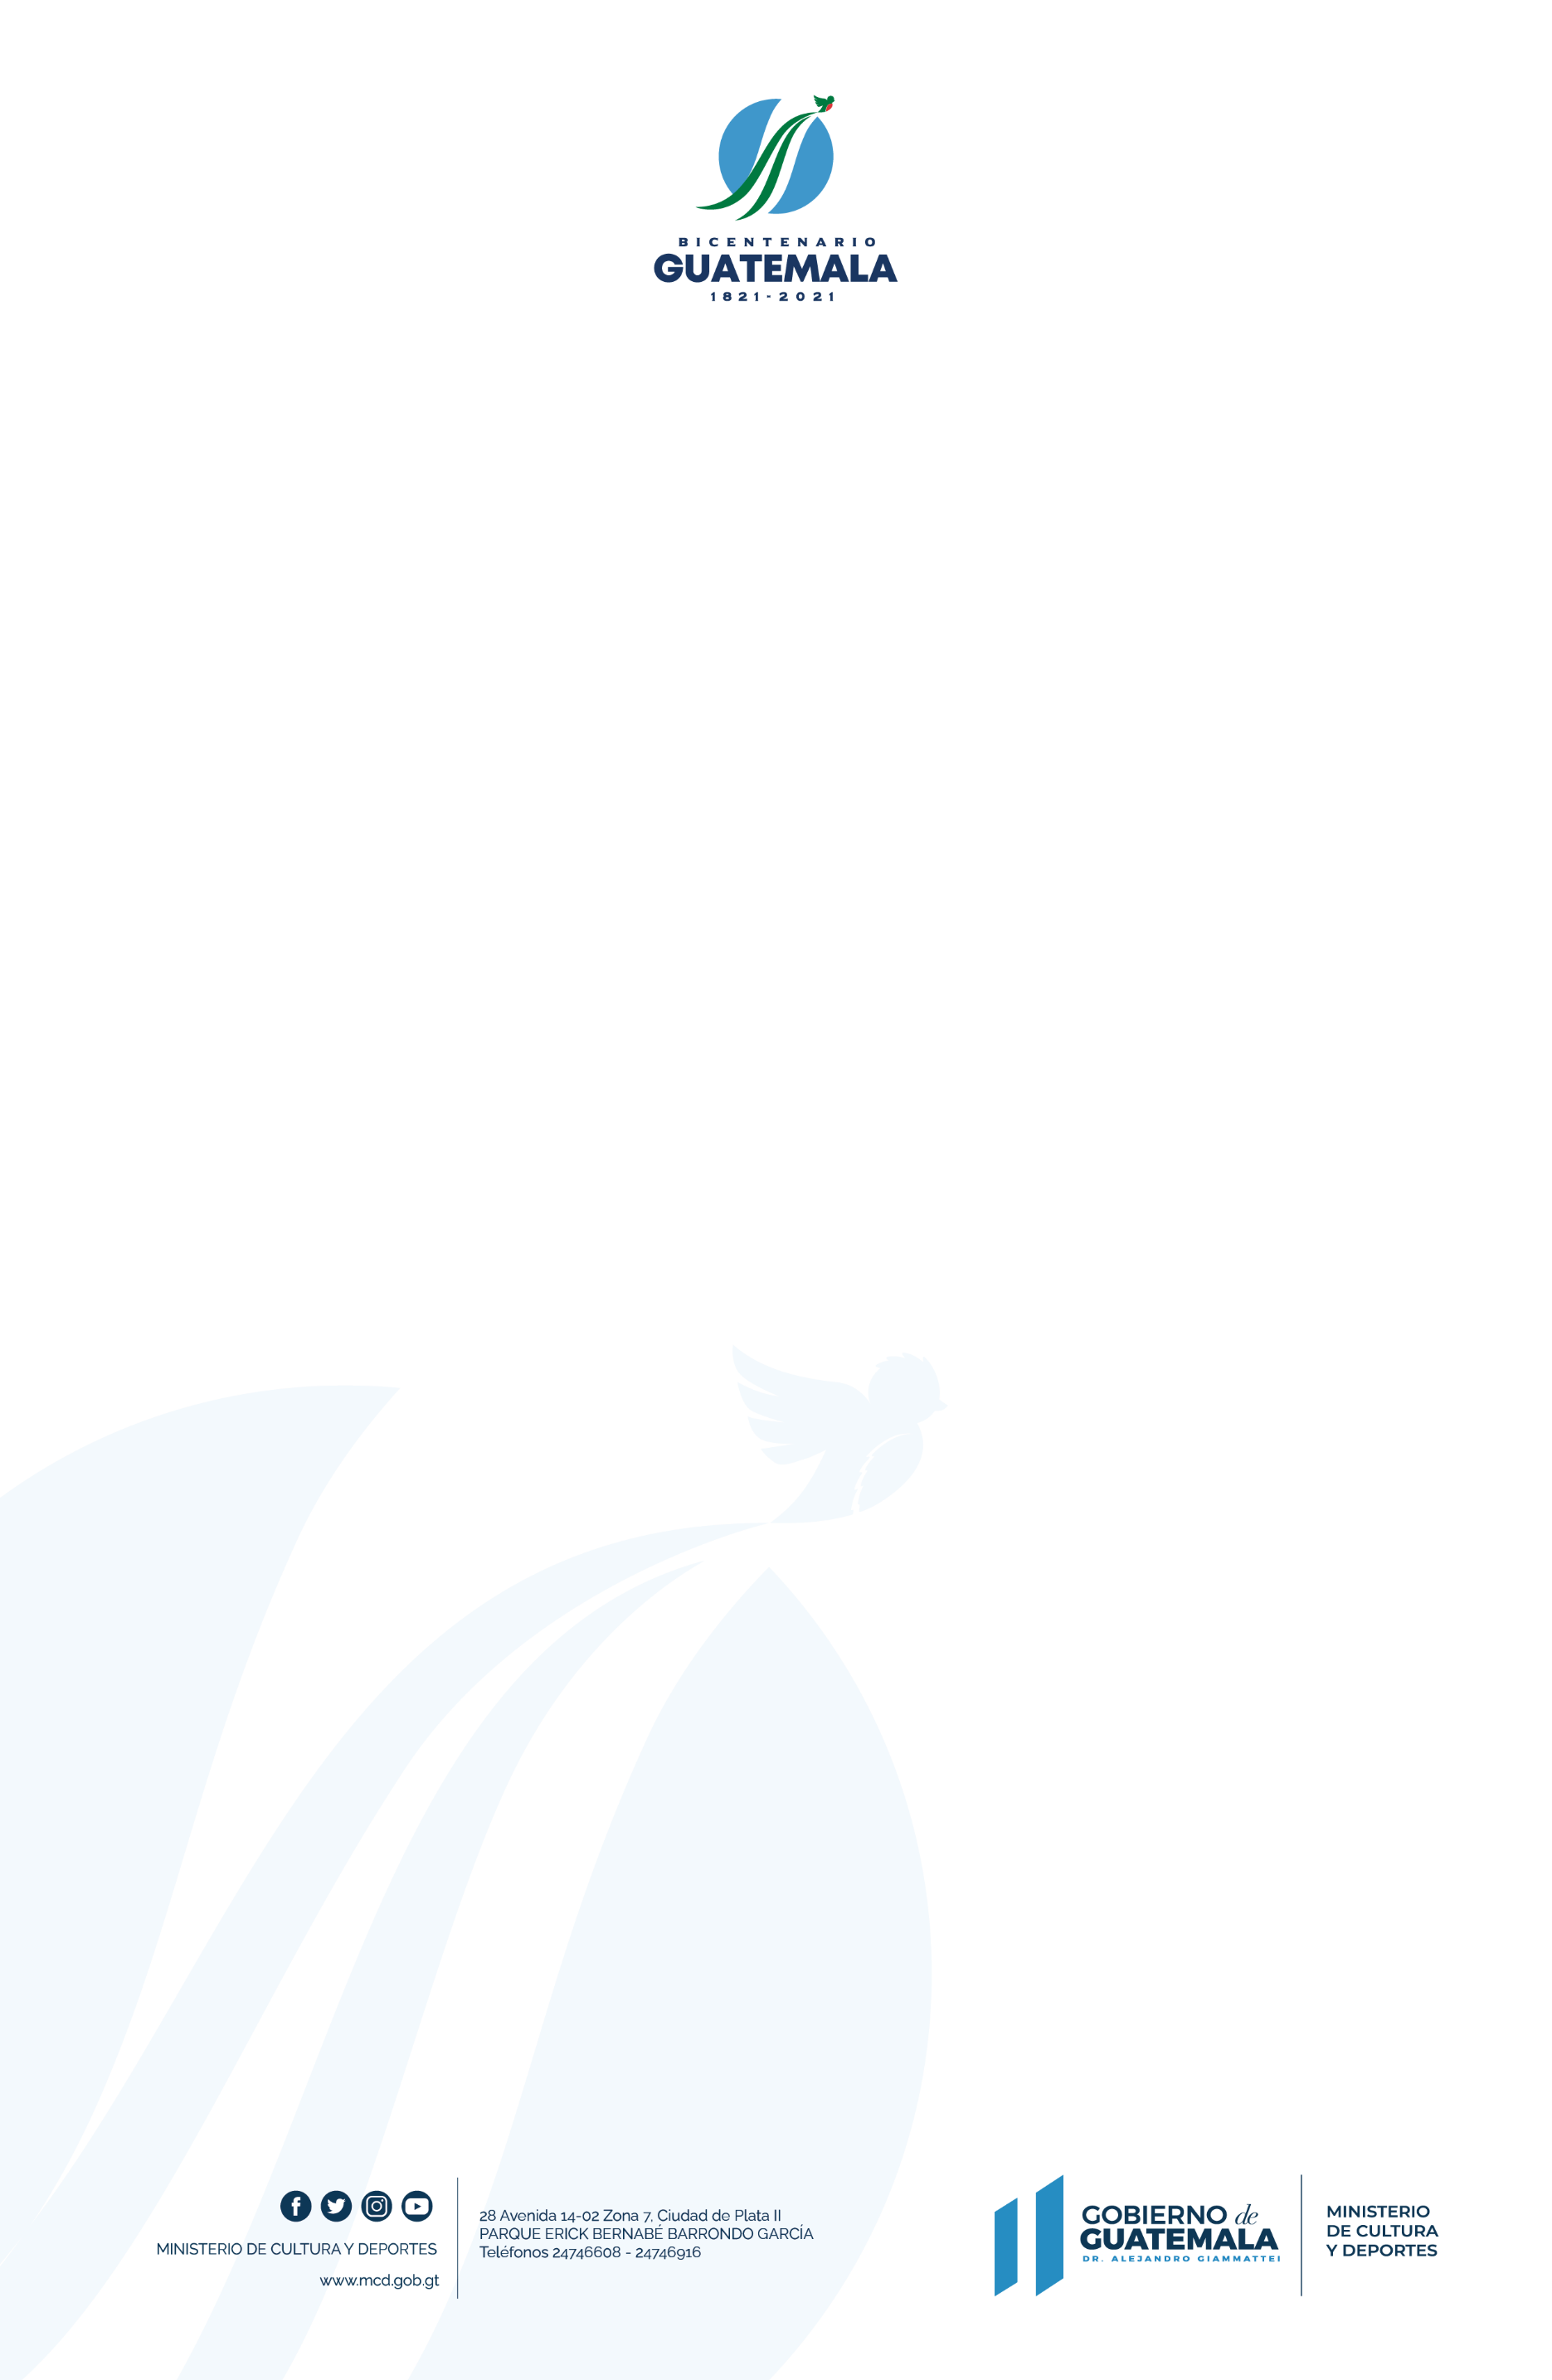 BICENTENARIO
GUATEMALA
1821-2021
MINISTERIO DE CULTURA Y DEPORTES
www.mcd.gob.gt
28 Avenida 14-02 Zona 7, Ciudad de Plata II
PARQUE ERICK BERNABÉ BARRONDO GARCÍA
Teléfonos 24746608 - 24746916
GOBIERNO de
GUATEMALA
DR. ALEJANDRO GIAMMATTEI
MINISTERIO
DE CULTURA
Y DEPORTES